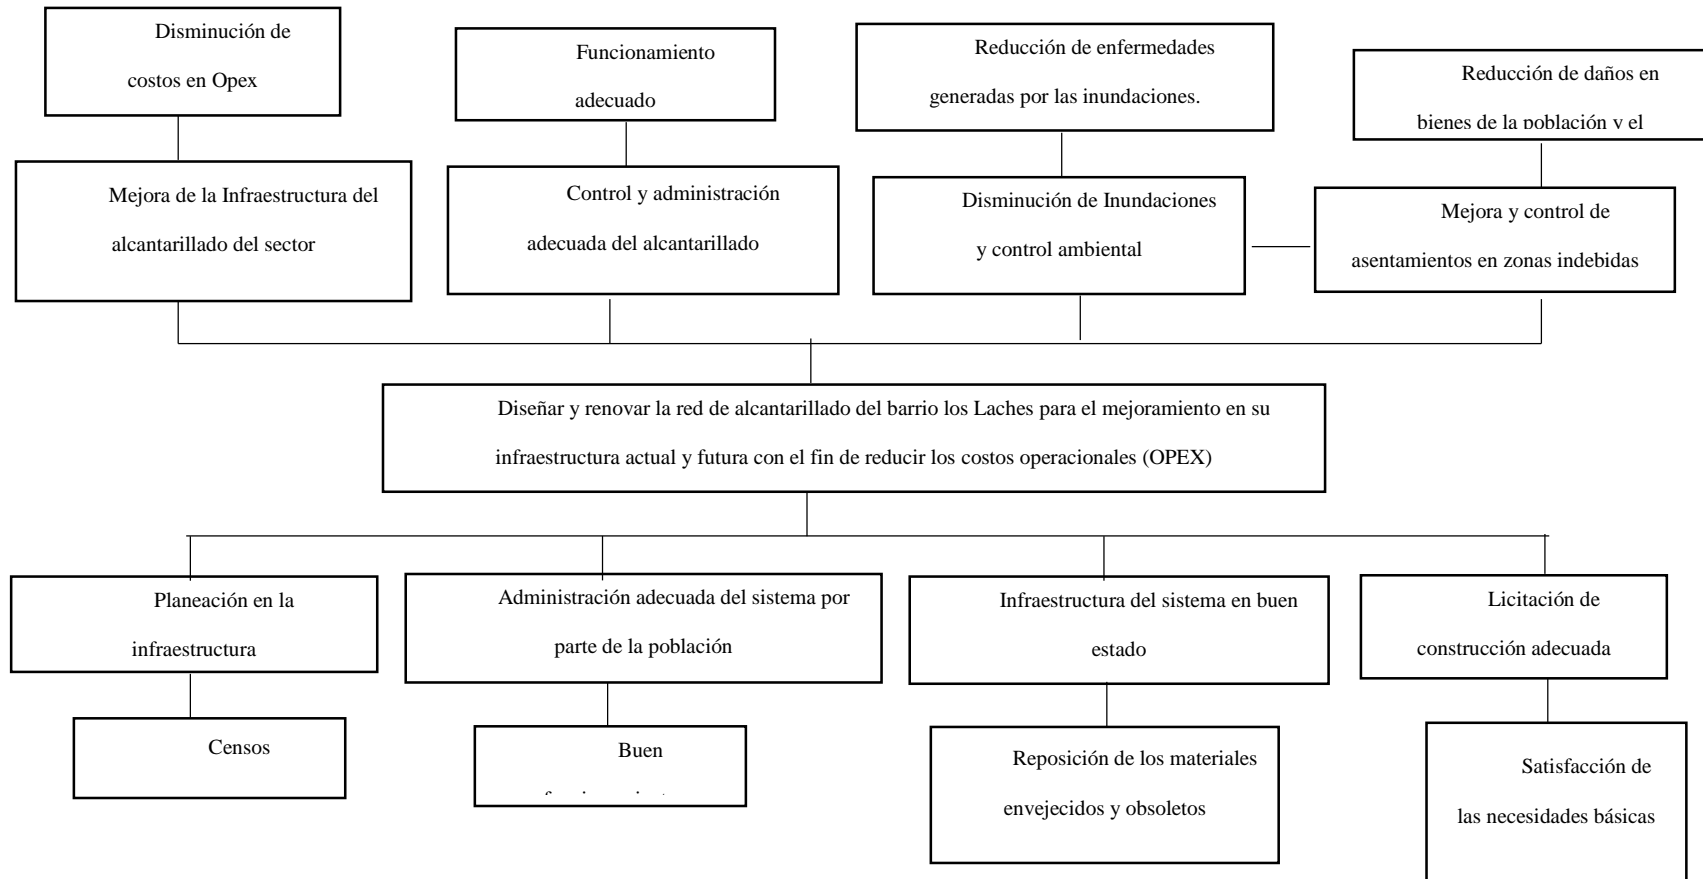 Disminución de
costos en Opex
Funcionamiento
adecuado
Reducción de enfermedades
generadas por las inundaciones.
Reducción de daños en
bienes de la población y el
Mejora de la Infraestructura del
alcantarillado del sector
Control y administración
adecuada del alcantarillado
Disminución de Inundaciones
y control ambiental
Mejora y control de
asentamientos en zonas indebidas
Diseñar y renovar la red de alcantarillado del barrio los Laches para el mejoramiento en su
infraestructura actual y futura con el fin de reducir los costos operacionales (OPEX)
Planeación en la
infraestructura
Administración adecuada del sistema por
parte de la población
Infraestructura del sistema en buen
estado
Licitación de
construcción adecuada
Censos
Buen
Reposición de los materiales
envejecidos y obsoletos
Satisfacción de
las necesidades básicas